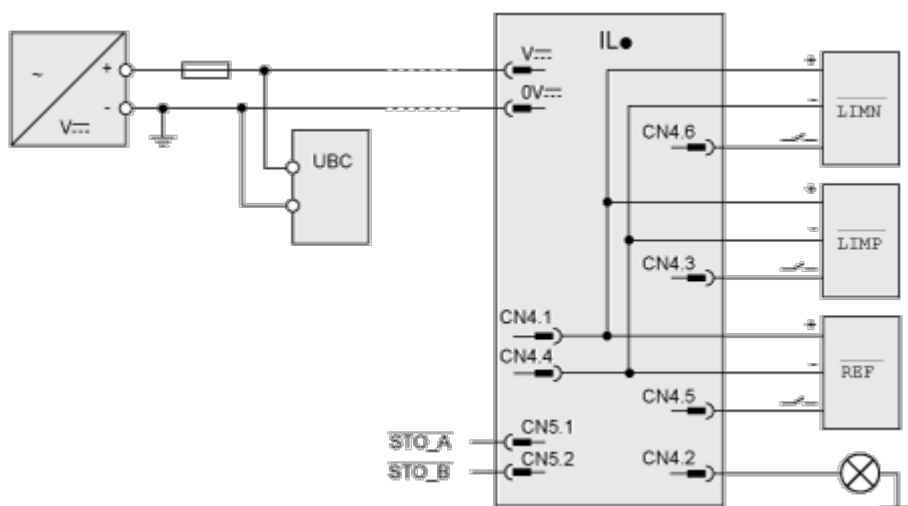 ~
+
-
V⎓
UBC
V⎓
0V⎓
IL●
CN4.6
+
-
LIMN
CN4.3
+
-
LIMP
CN4.1
CN4.4
CN4.5
+
-
REF
STO_A
STO_B
CN5.1
CN5.2
CN4.2